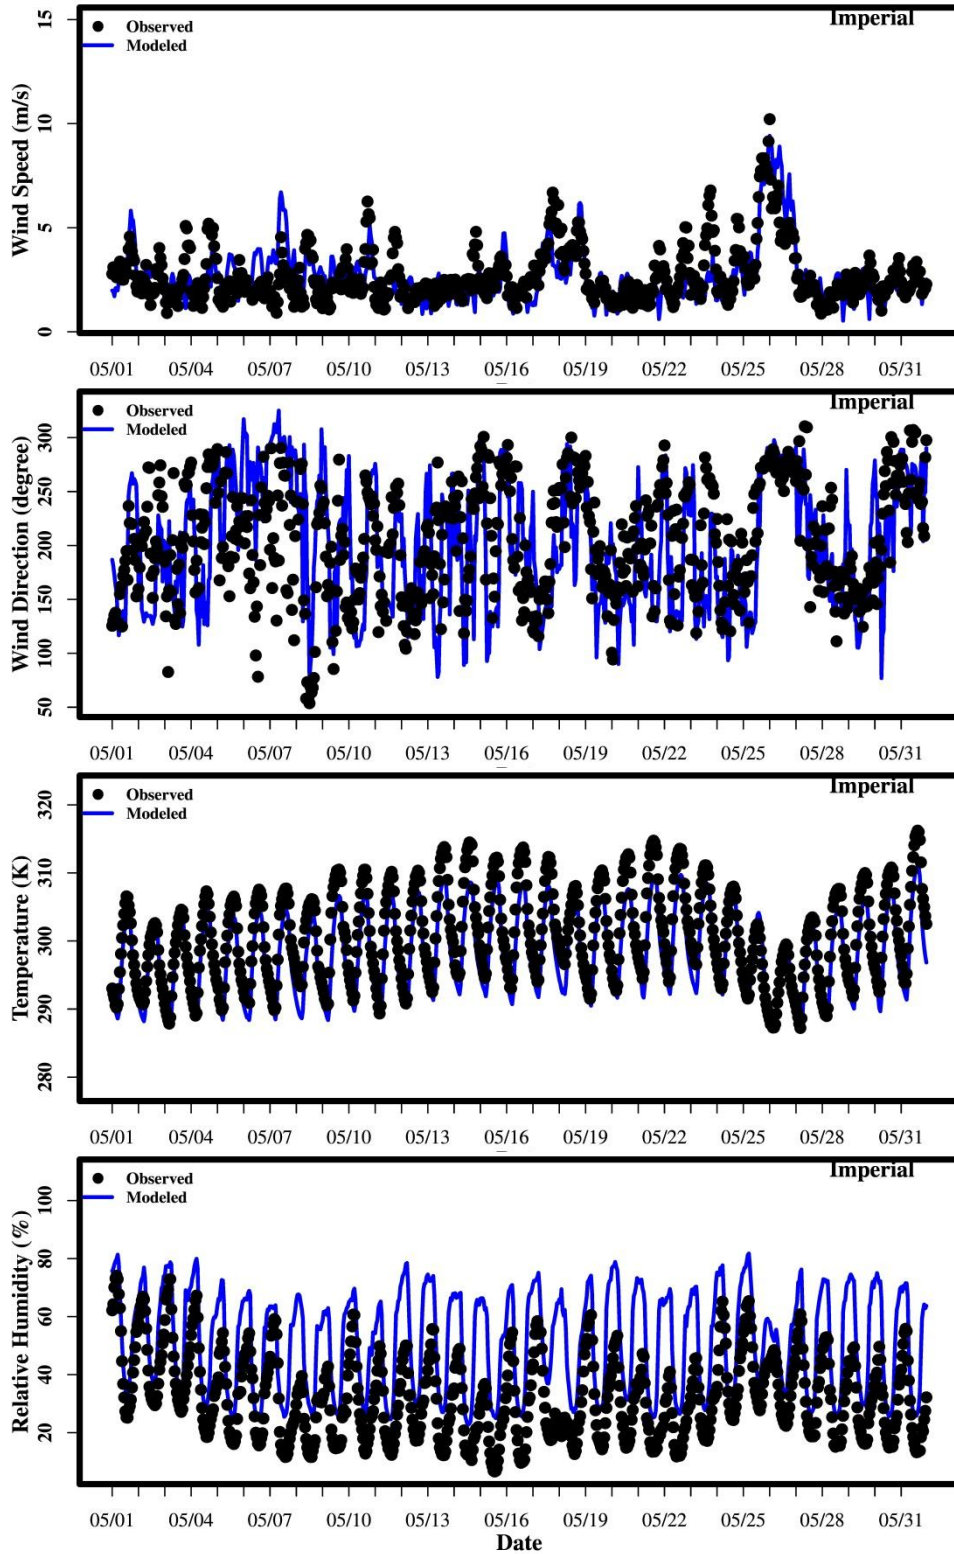 Imperial
Observed
Modeled
Wind Speed (m/s)
15
10
5
0
05/01 05/04 05/07 05/10 05/13 05/16 05/19 05/22 05/25 05/28 05/31
Imperial
Observed
Modeled
Wind Direction (degree)
300
250
200
150
100
50
05/01 05/04 05/07 05/10 05/13 05/16 05/19 05/22 05/25 05/28 05/31
Imperial
Observed
Modeled
Temperature (K)
320
310
300
290
280
05/01 05/04 05/07 05/10 05/13 05/16 05/19 05/22 05/25 05/28 05/31
Imperial
Observed
Modeled
Relative Humidity (%)
100
80
60
40
20
05/01 05/04 05/07 05/10 05/13 05/16 05/19 05/22 05/25 05/28 05/31
Date